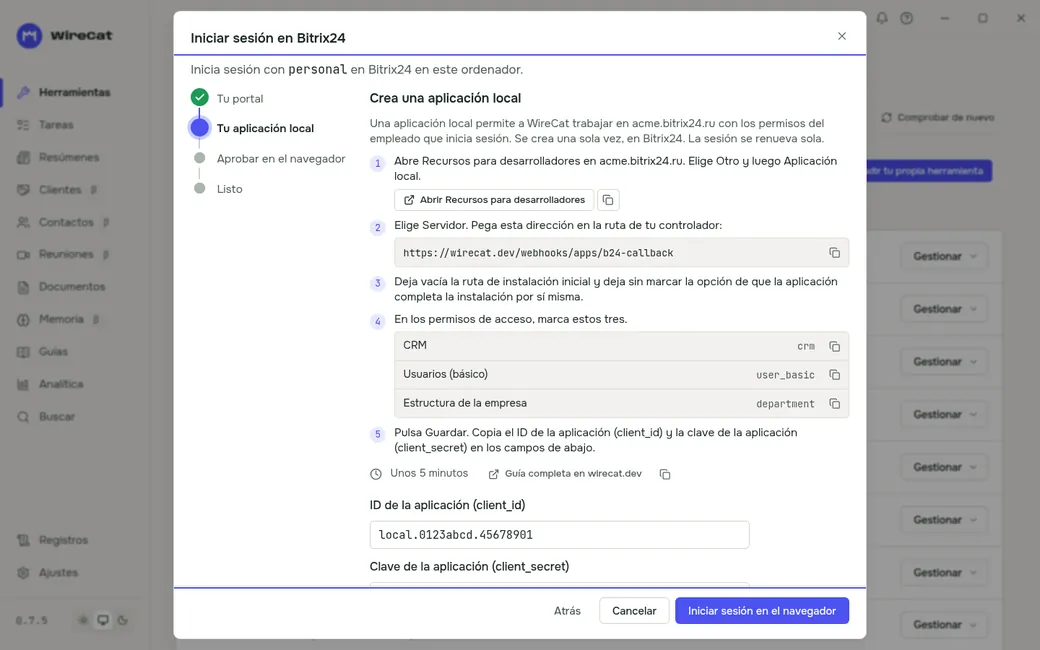 wirecat
Herramientas
Tareas
Resúmenes
Clientes β
Contactos β
Reuniones β
Documentos
Memoria β
Guías
Analítica
Buscar
Registros
Ajustes
0.7.5
Comprobar de nuevo
dir tu propia herramienta
Gestionar
Gestionar
Gestionar
Gestionar
Gestionar
Gestionar
Gestionar
Gestionar
Iniciar sesión en Bitrix24
Inicia sesión con personal en Bitrix24 en este ordenador.
Tu portal
Tu aplicación local
Aprobar en el navegador
Listo
Crea una aplicación local
Una aplicación local permite a WireCat trabajar en acme.bitrix24.ru con los permisos del
empleado que inicia sesión. Se crea una sola vez, en Bitrix24. La sesión se renueva sola.
1 Abre Recursos para desarrolladores en acme.bitrix24.ru. Elige Otro y luego Aplicación
local.
Abrir Recursos para desarrolladores
2 Elige Servidor. Pega esta dirección en la ruta de tu controlador:
https://wirecat.dev/webhooks/apps/b24-callback
3 Deja vacía la ruta de instalación inicial y deja sin marcar la opción de que la aplicación
completa la instalación por sí misma.
4 En los permisos de acceso, marca estos tres.
CRM crm
Usuarios (básico) user_basic
Estructura de la empresa department
5 Pulsa Guardar. Copia el ID de la aplicación (client_id) y la clave de la aplicación
(client_secret) en los campos de abajo.
Unos 5 minutos Guía completa en wirecat.dev
ID de la aplicación (client_id)
local.0123abcd.45678901
Clave de la aplicación (client_secret)
Atrás Cancelar Iniciar sesión en el navegador